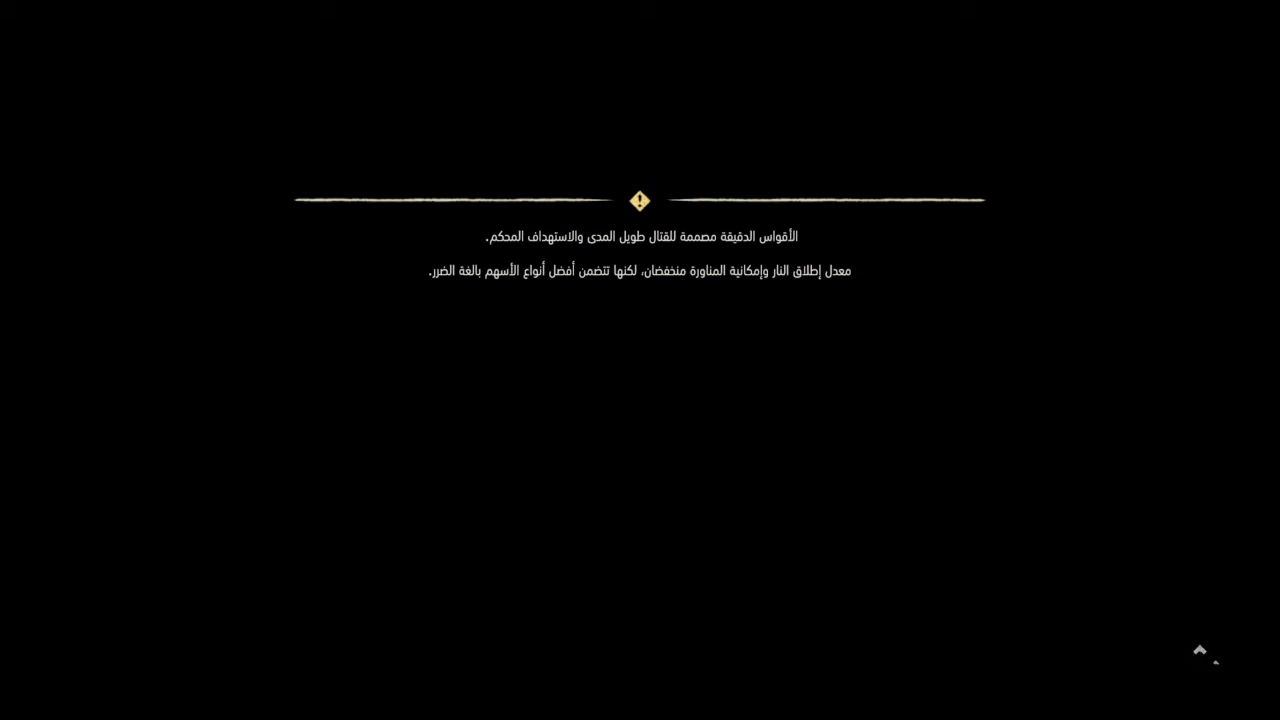 الأقواس الدقيقة مصممة للقتال طويل المدى والاستهداف المحكم.
معدل إطلاق النار وإمكانية المناورة منخفضان، لكنها تتضمن أفضل أنواع الأسهم بالغة الضرر.